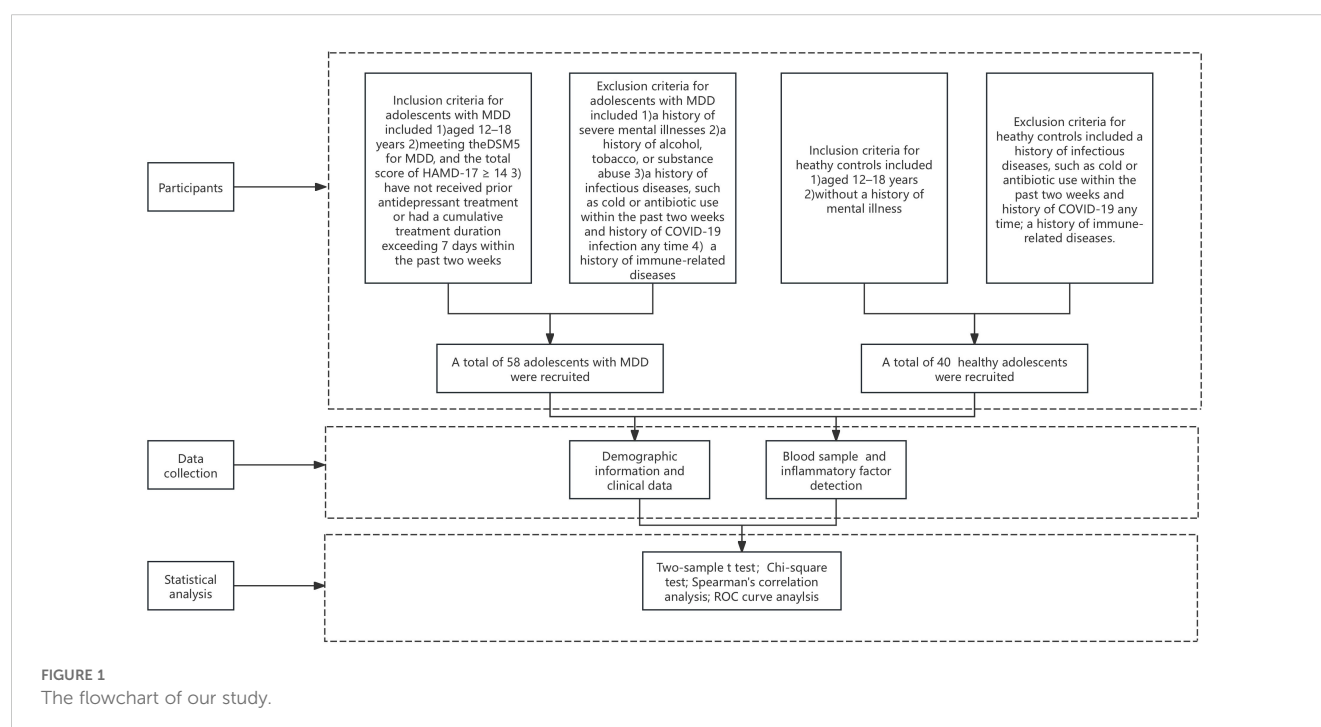 Participants
Inclusion criteria for
adolescents with MDD
included 1)aged 12–18
years 2)meeting theDSM5
for MDD, and the total
score of HAMD-17 ≥ 14 3)
have not received prior
antidepressant treatment
or had a cumulative
treatment duration
exceeding 7 days within
the past two weeks
Exclusion criteria for
adolescents with MDD
included 1)a history of
severe mental illnesses 2)a
history of alcohol,
tobacco, or substance
abuse 3)a history of
infectious diseases, such
as cold or antibiotic use
within the past two weeks
and history of COVID-19
infection any time 4) a
history of immune-related
diseases
Inclusion criteria for
heathy controls included
1)aged 12–18 years
2)without a history of
mental illness
Exclusion criteria for
heathy controls included a
history of infectious
diseases, such as cold or
antibiotic use within the
past two weeks and
history of COVID-19 any
time; a history of immune-
related diseases.
A total of 58 adolescents with MDD
were recruited
A total of 40 healthy adolescents
were recruited
Data
collection
Demographic
information and
clinical data
Blood sample and
inflammatory factor
detection
Statistical
analysis
Two-sample t test; Chi-square
test; Spearman's correlation
analysis; ROC curve anaylsis
FIGURE 1
The flowchart of our study.